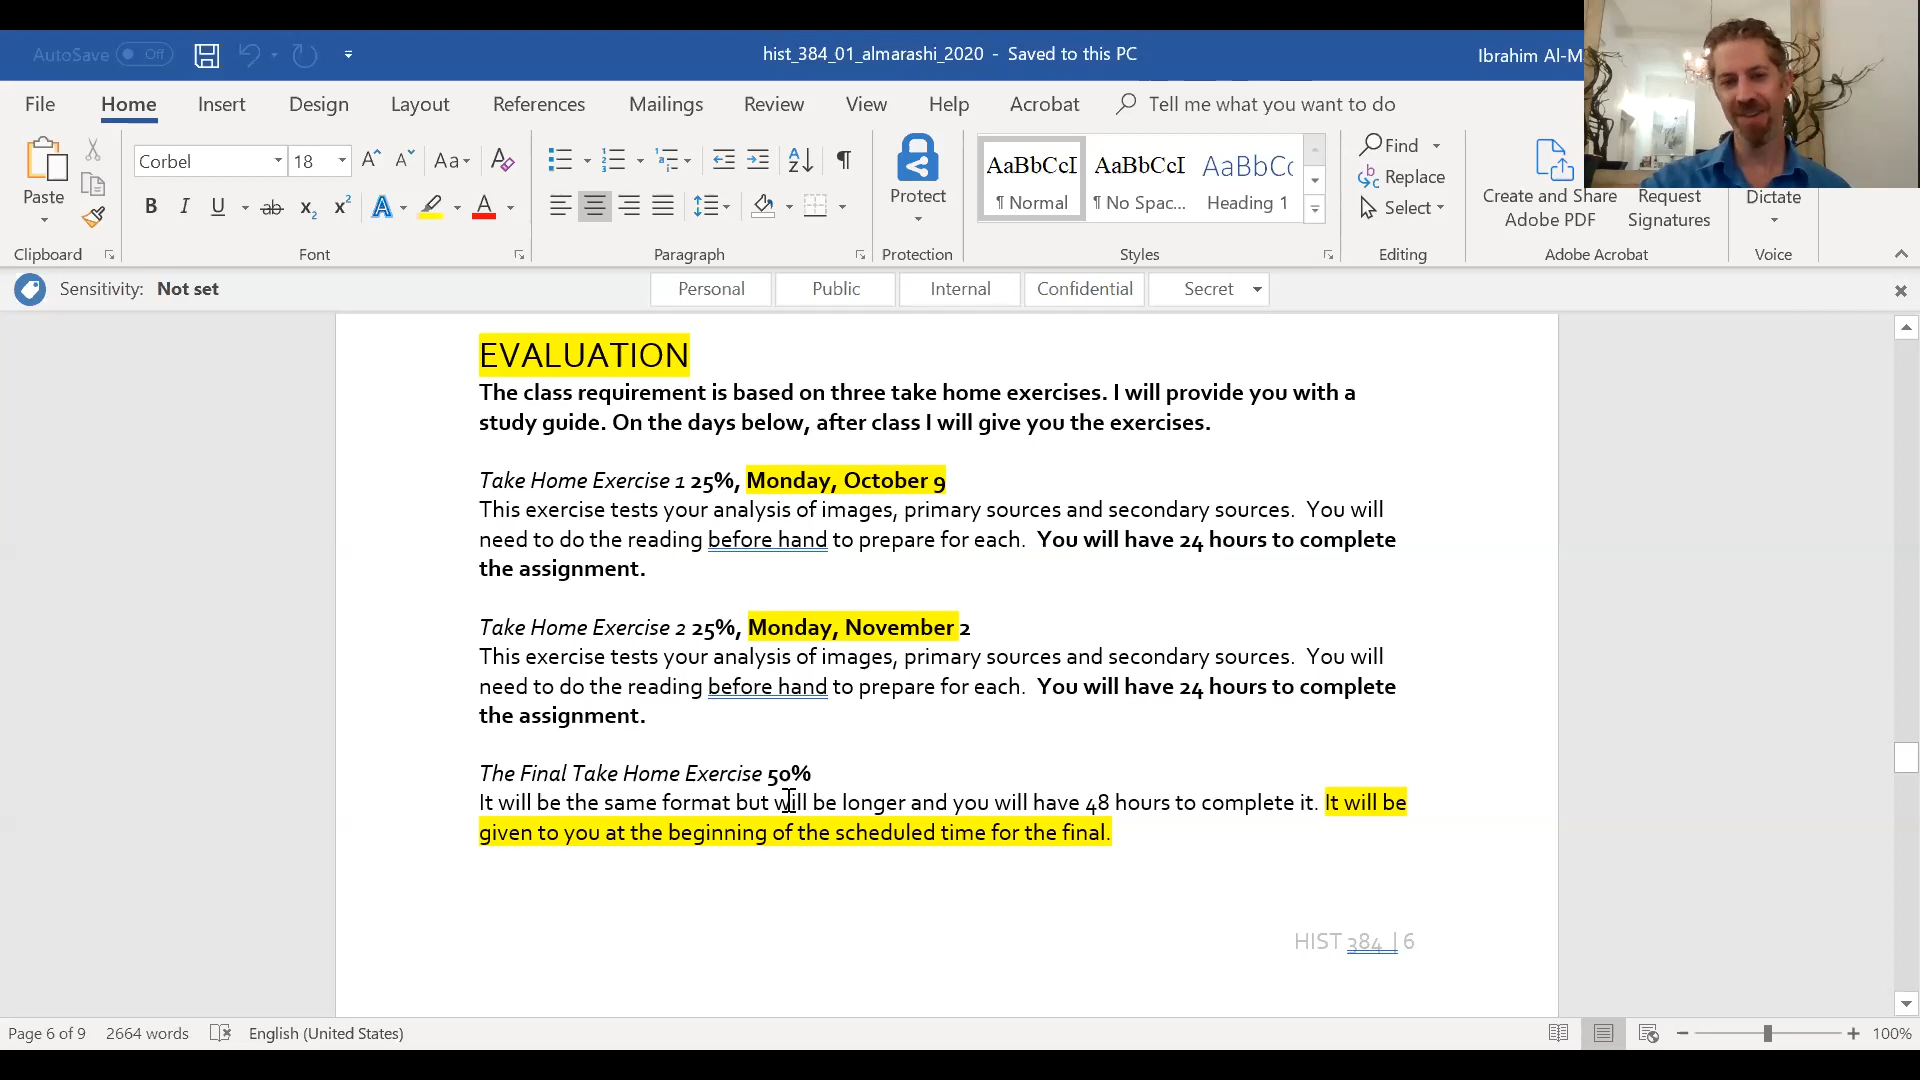 AutoSave Off
hist_384_01_almarashi_2020 - Saved to this PC
Ibrahim Al-M
File Home Insert Design Layout References Mailings Review View Help Acrobat Tell me what you want to do
Paste
Clipboard
Corbel 18
Aa
Font
Paragraph
Protect
Protection
AaBbCcI AaBbCcI AaBbCc
¶ Normal ¶ No Spac... Heading 1
Styles
Find
Replace
Select
Editing
Create and Share
Adobe PDF
Request
Signatures
Adobe Acrobat
Dictate
Voice
Sensitivity: Not set
Personal Public Internal Confidential Secret
EVALUATION
The class requirement is based on three take home exercises. I will provide you with a
study guide. On the days below, after class I will give you the exercises.
Take Home Exercise 1 25%, Monday, October 9
This exercise tests your analysis of images, primary sources and secondary sources. You will
need to do the reading before hand to prepare for each. You will have 24 hours to complete
the assignment.
Take Home Exercise 2 25%, Monday, November 2
This exercise tests your analysis of images, primary sources and secondary sources. You will
need to do the reading before hand to prepare for each. You will have 24 hours to complete
the assignment.
The Final Take Home Exercise 50%
It will be the same format but will be longer and you will have 48 hours to complete it. It will be
given to you at the beginning of the scheduled time for the final.
HIST 384 | 6
Page 6 of 9 2664 words English (United States) 100%